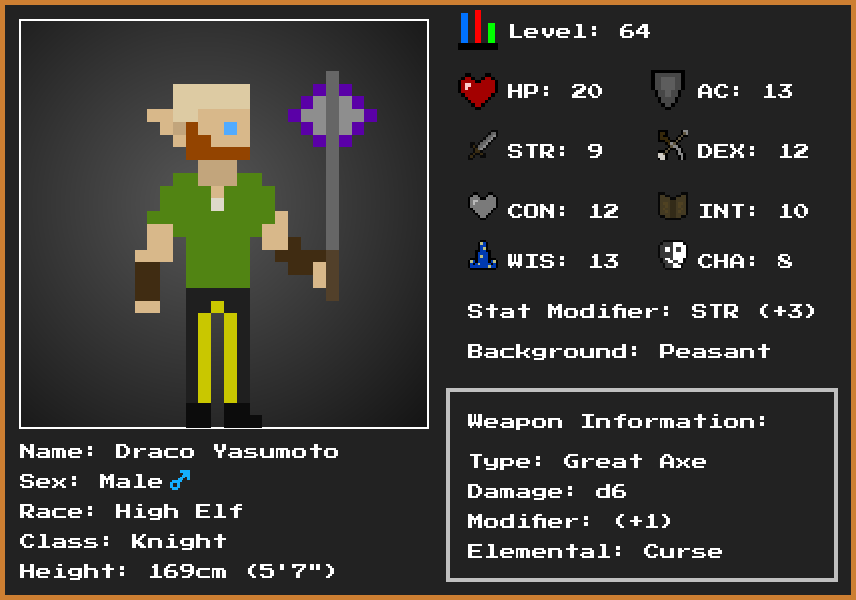 Level: 64
HP: 20
AC: 13
STR: 9
DEX: 12
CON: 12
INT: 10
WIS: 13
CHA: 8
Stat Modifier: STR (+3)
Background: Peasant
Weapon Information:
Type: Great Axe
Damage: d6
Modifier: (+1)
Elemental: Curse
Name: Draco Yasumoto
Sex: Male ♂
Race: High Elf
Class: Knight
Height: 169cm (5'7")